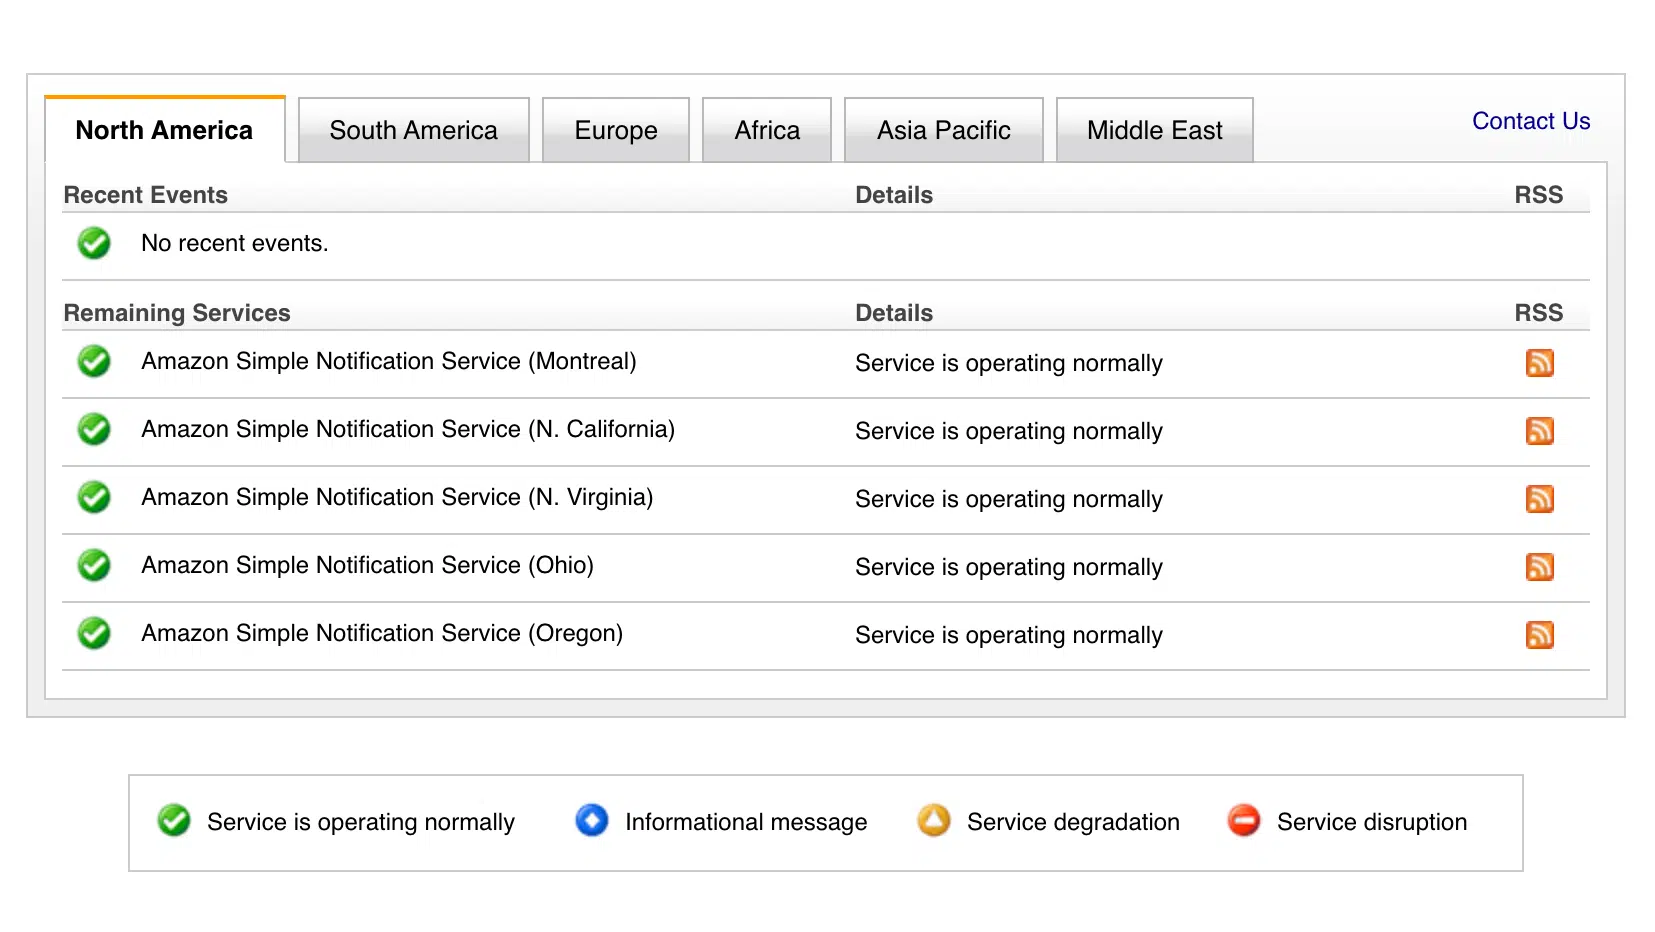 North America South America Europe Africa Asia Pacific Middle East Contact Us
Recent Events Details RSS
No recent events.
Remaining Services Details RSS
Amazon Simple Notification Service (Montreal) Service is operating normally
Amazon Simple Notification Service (N. California) Service is operating normally
Amazon Simple Notification Service (N. Virginia) Service is operating normally
Amazon Simple Notification Service (Ohio) Service is operating normally
Amazon Simple Notification Service (Oregon) Service is operating normally
Service is operating normally Informational message Service degradation Service disruption